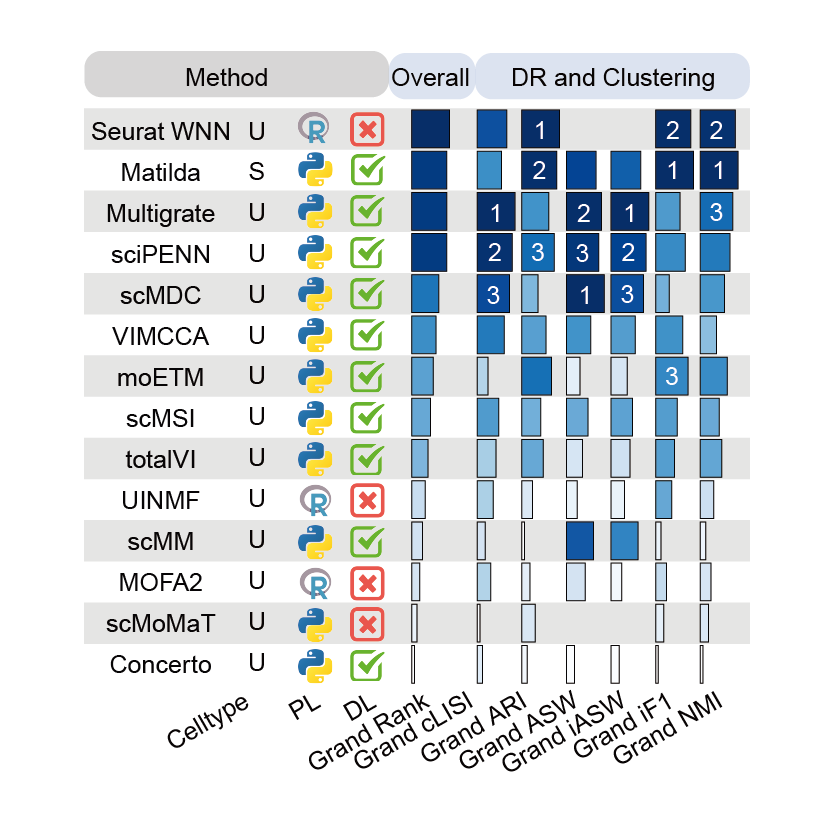 Method Overall DR and Clustering
Seurat WNN U R 1 2 2
Matilda S 2 1 1
Multigrate U 1 2 1 3
sciPENN U 2 3 3 2
scMDC U 3 1 3
VIMCCA U
moETM U 3
scMSI U
totalVI U
UINMF U R
scMM U
MOFA2 U R
scMoMaT U
Concerto U
Celltype PL DL Grand Rank Grand cLISI Grand ARI Grand ASW Grand iASW Grand iF1 Grand NMI